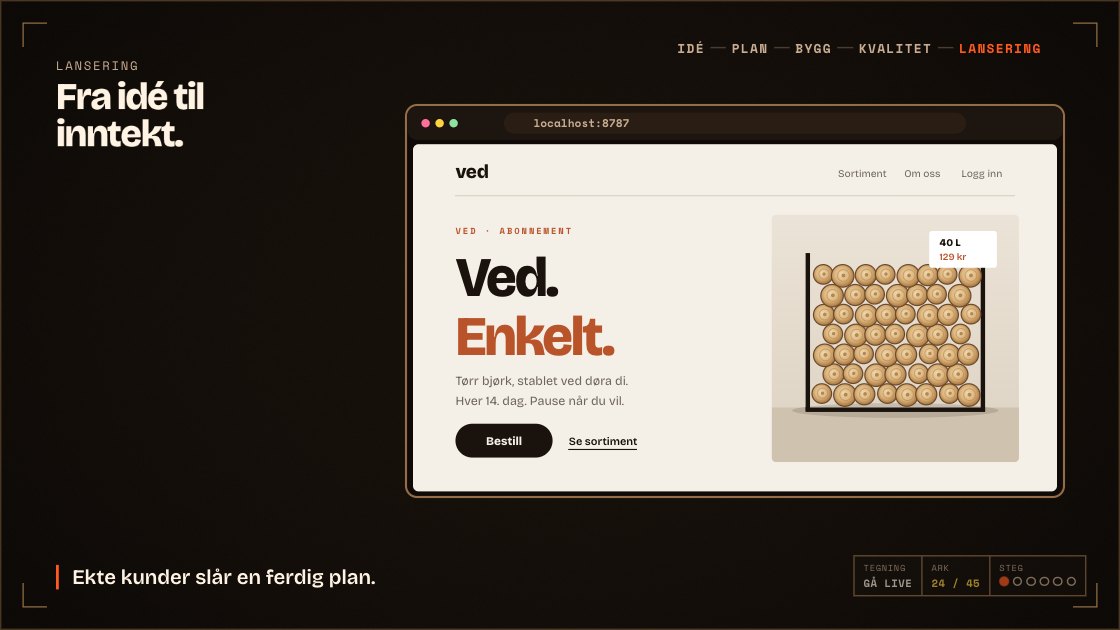 IDÉ — PLAN — BYGG — KVALITET — LANSERING
LANSERING
Fra idé til
inntekt.
localhost:8787
ved
Sortiment Om oss Logg inn
VED · ABONNEMENT
Ved.
Enkelt.
Tørr bjørk, stablet ved døra di.
Hver 14. dag. Pause når du vil.
Bestill Se sortiment
40 L
129 kr
Ekte kunder slår en ferdig plan.
TEGNING ARK STEG
GÅ LIVE 24 / 45